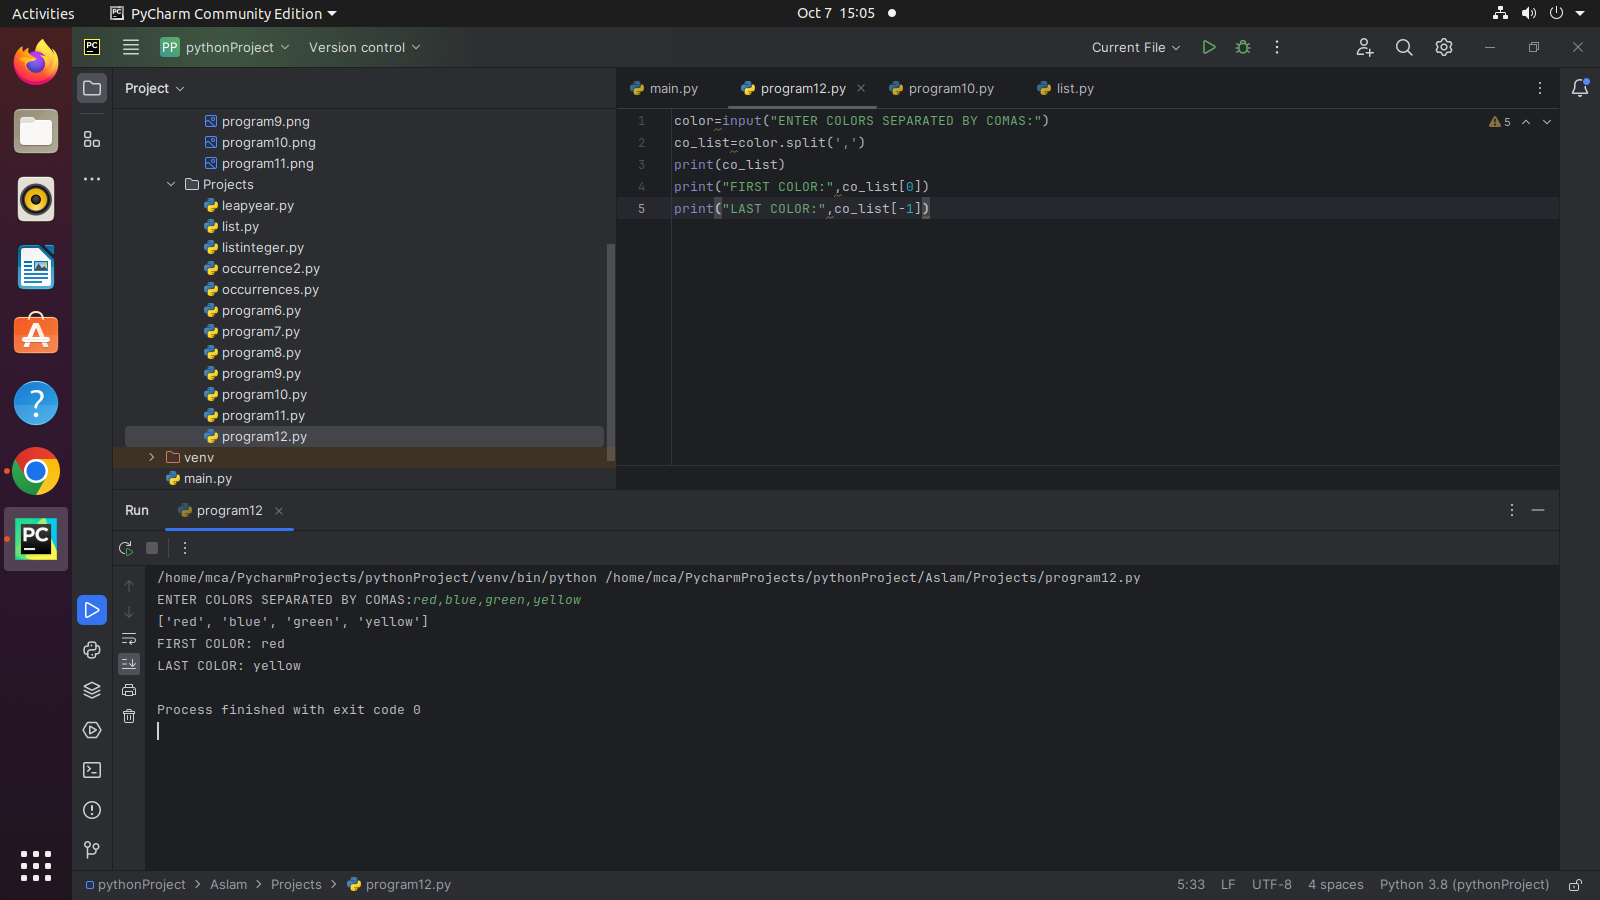 Activities PyCharm Community Edition Oct 7 15:05
PC PP pythonProject Version control Current File
Project main.py program12.py program10.py list.py
program9.png
program10.png
program11.png
Projects
leapyear.py
list.py
listinteger.py
occurrence2.py
occurrences.py
program6.py
program7.py
program8.py
program9.py
program10.py
program11.py
program12.py
venv
main.py
1 color=input("ENTER COLORS SEPARATED BY COMAS:") 5
2 co_list=color.split(',')
3 print(co_list)
4 print("FIRST COLOR:",co_list[0])
5 print("LAST COLOR:",co_list[-1])
PC
Run program12
/home/mca/PycharmProjects/pythonProject/venv/bin/python /home/mca/PycharmProjects/pythonProject/Aslam/Projects/program12.py
ENTER COLORS SEPARATED BY COMAS:red,blue,green,yellow
['red', 'blue', 'green', 'yellow']
FIRST COLOR: red
LAST COLOR: yellow
Process finished with exit code 0
pythonProject > Aslam > Projects > program12.py 5:33 LF UTF-8 4 spaces Python 3.8 (pythonProject)